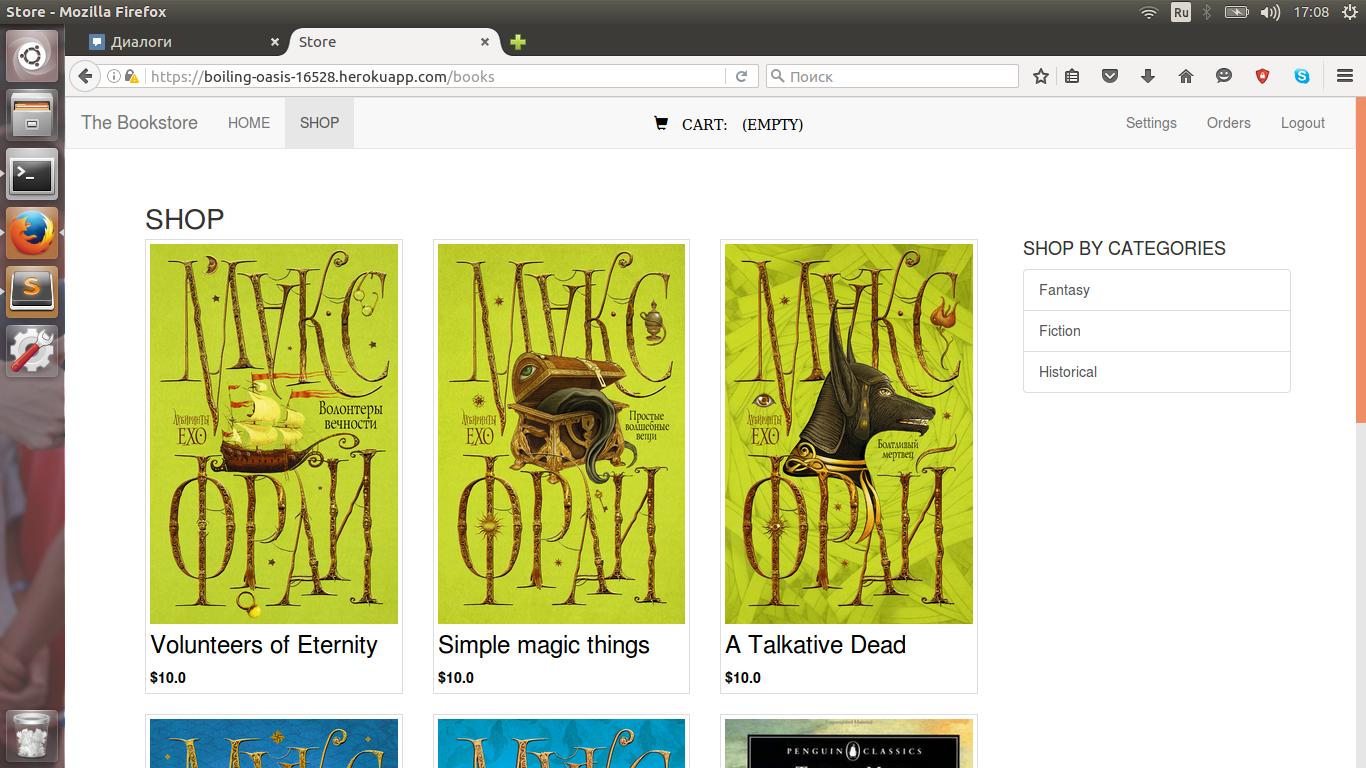 Store - Mozilla Firefox
Ru
17:08
Диалоги
Store
https://boiling-oasis-16528.herokuapp.com/books
Поиск
The Bookstore
HOME
SHOP
CART: (EMPTY)
Settings
Orders
Logout
SHOP
SHOP BY CATEGORIES
Fantasy
Fiction
Historical
МАКС
Волонтеры
вечности
ЛАБИРИНТЫ
ЕХО
ФРАЙ
Volunteers of Eternity
$10.0
МАКС
Простые
волшебные
вещи
ЛАБИРИНТЫ
ЕХО
ФРАЙ
Simple magic things
$10.0
МАКС
ЛАБИРИНТЫ
ЕХО
Болтливый
мертвец
ФРАЙ
A Talkative Dead
$10.0
МАКС
МАКС
PENGUIN CLASSICS